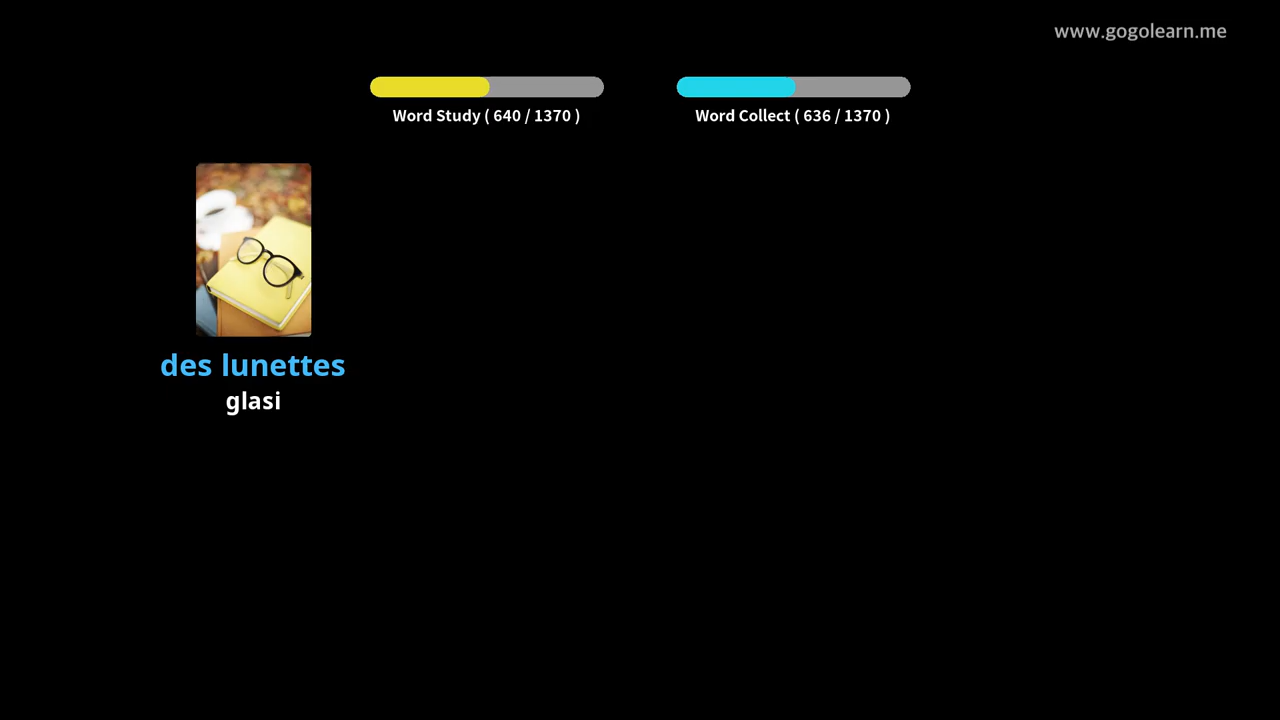 www.gogolearn.me
Word Study ( 640 / 1370 )
Word Collect ( 636 / 1370 )
des lunettes
glasi